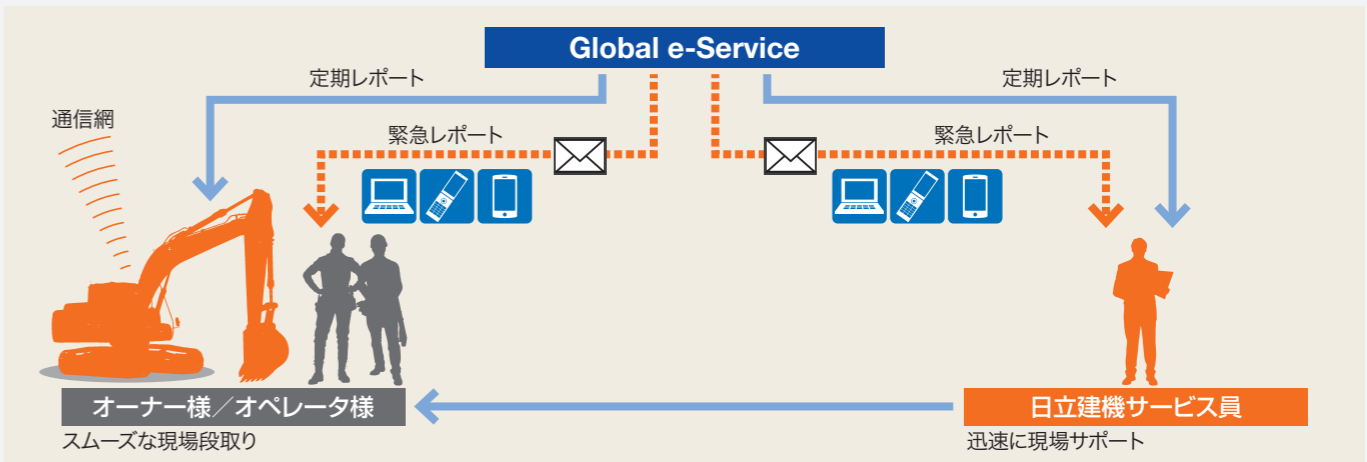 Global e-Service
定期レポート
定期レポート
通信網
緊急レポート
緊急レポート
オーナー様／オペレータ様
日立建機サービス員
スムーズな現場段取り
迅速に現場サポート